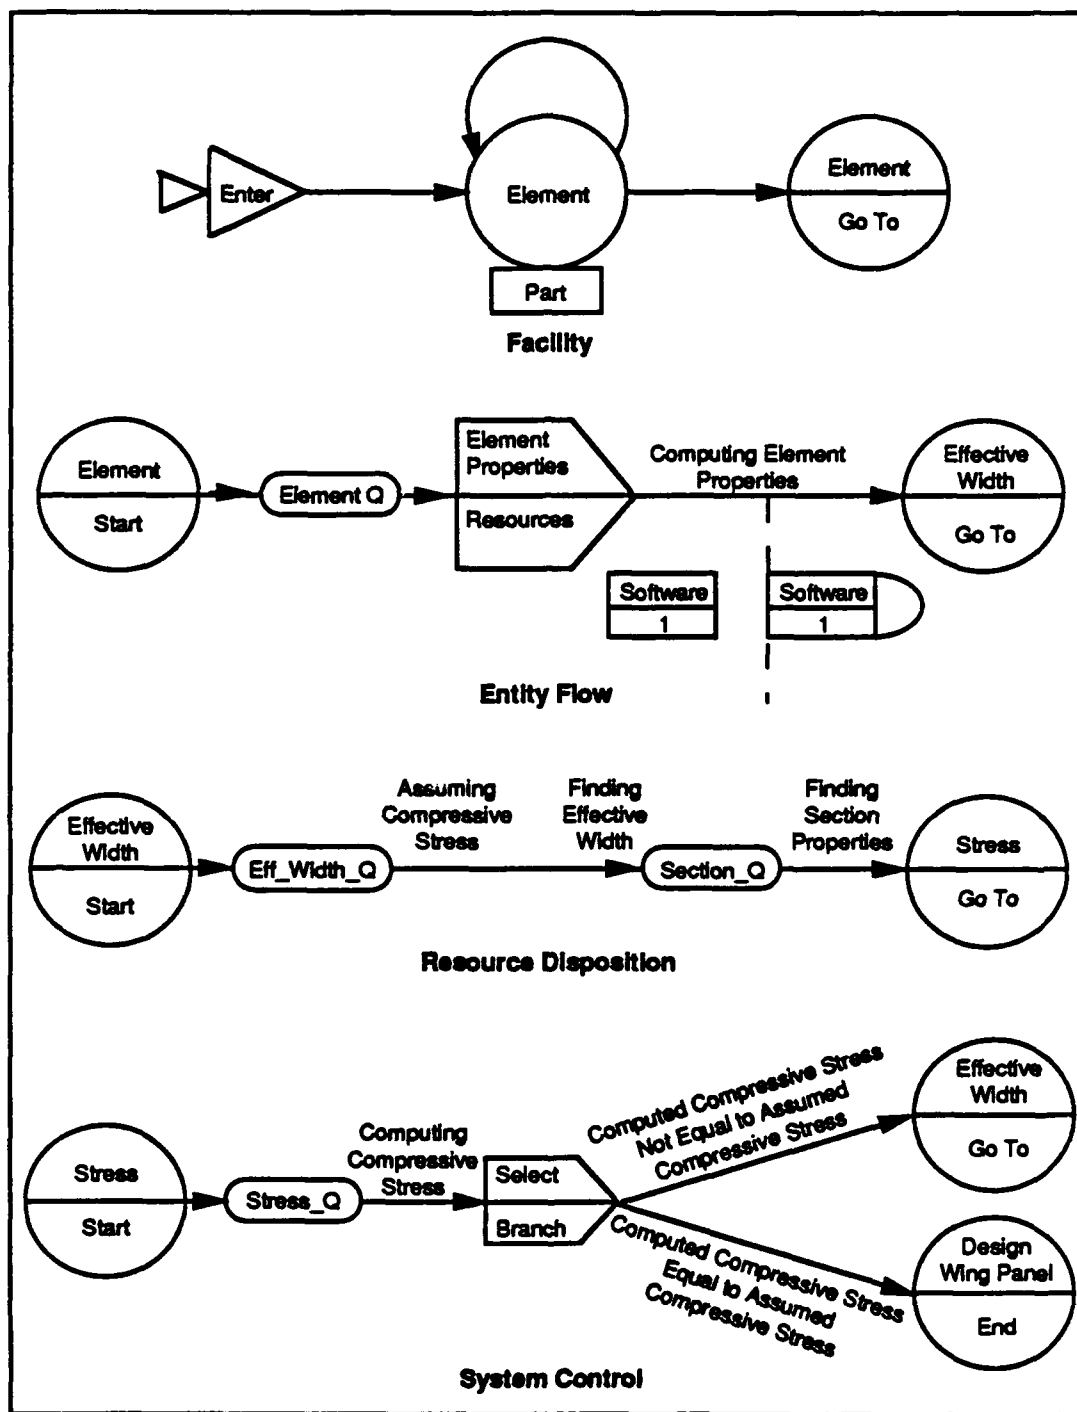 Enter
Element
Part
Element
Go To
Facility
Element
Start
Element Q
Element
Properties
Resources
Computing Element
Properties
Effective
Width
Go To
Software
1
Software
1
Entity Flow
Effective
Width
Start
Eff_Width_Q
Assuming
Compressive
Stress
Finding
Effective
Width
Section_Q
Finding
Section
Properties
Stress
Go To
Resource Disposition
Stress
Start
Stress_Q
Computing
Compressive
Stress
Select
Branch
Computed Compressive Stress
Not Equal to Assumed
Compressive Stress
Effective
Width
Go To
Computed Compressive Stress
Equal to Assumed
Compressive Stress
Design
Wing Panel
End
System Control